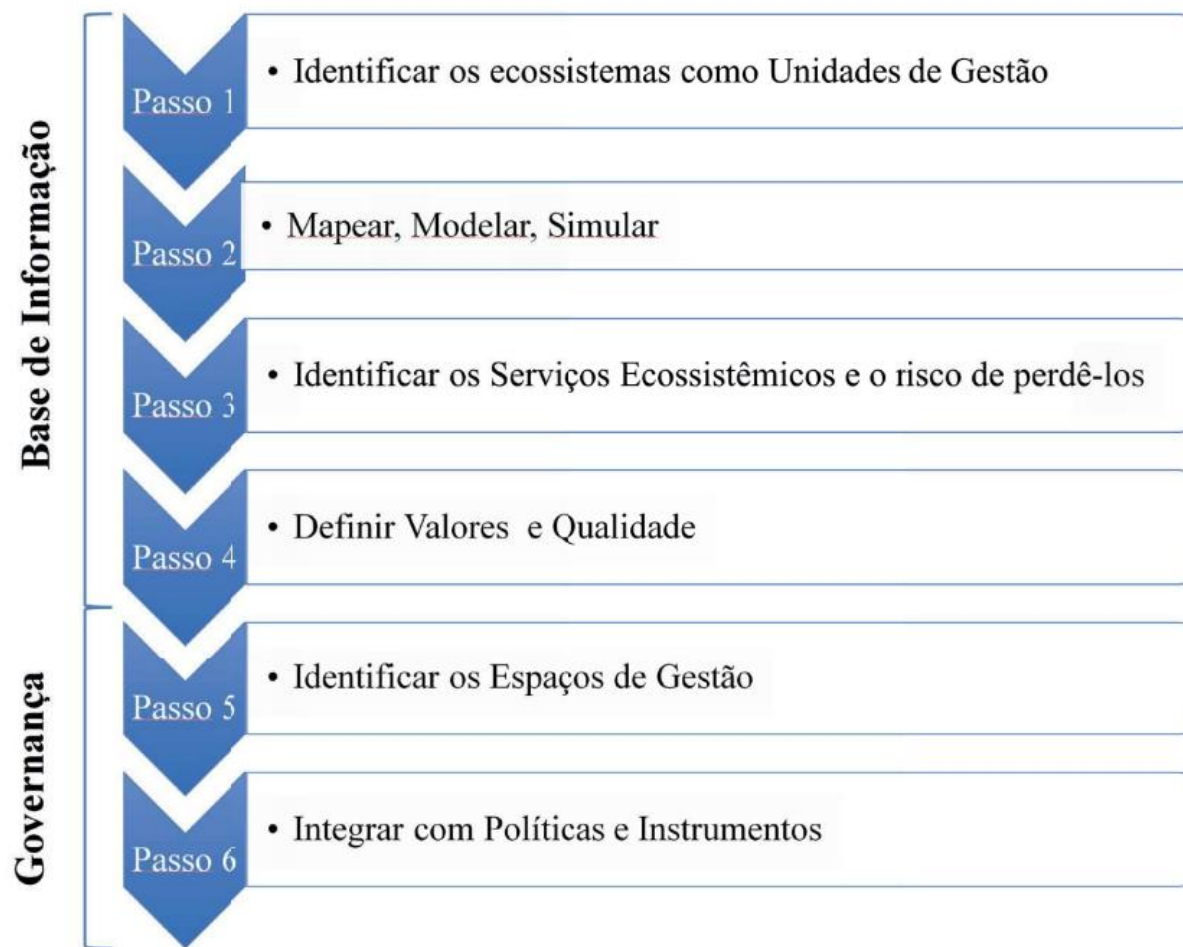 Base de Informação
Passo 1
• Identificar os ecossistemas como Unidades de Gestão
Passo 2
• Mapear, Modelar, Simular
Passo 3
• Identificar os Serviços Ecossistêmicos e o risco de perdê-los
Passo 4
• Definir Valores e Qualidade
Governança
Passo 5
• Identificar os Espaços de Gestão
Passo 6
• Integrar com Políticas e Instrumentos